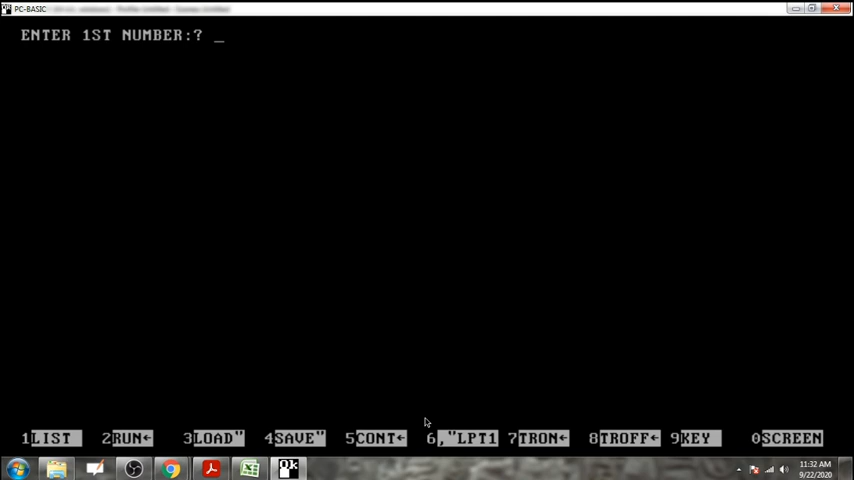 PC-BASIC
ENTER 1ST NUMBER:? _
1LIST 2RUN← 3LOAD" 4SAVE" 5CONT← 6,"LPT1 7TRON← 8TROFF← 9KEY 0SCREEN
Ok
11:32 AM
9/22/2020